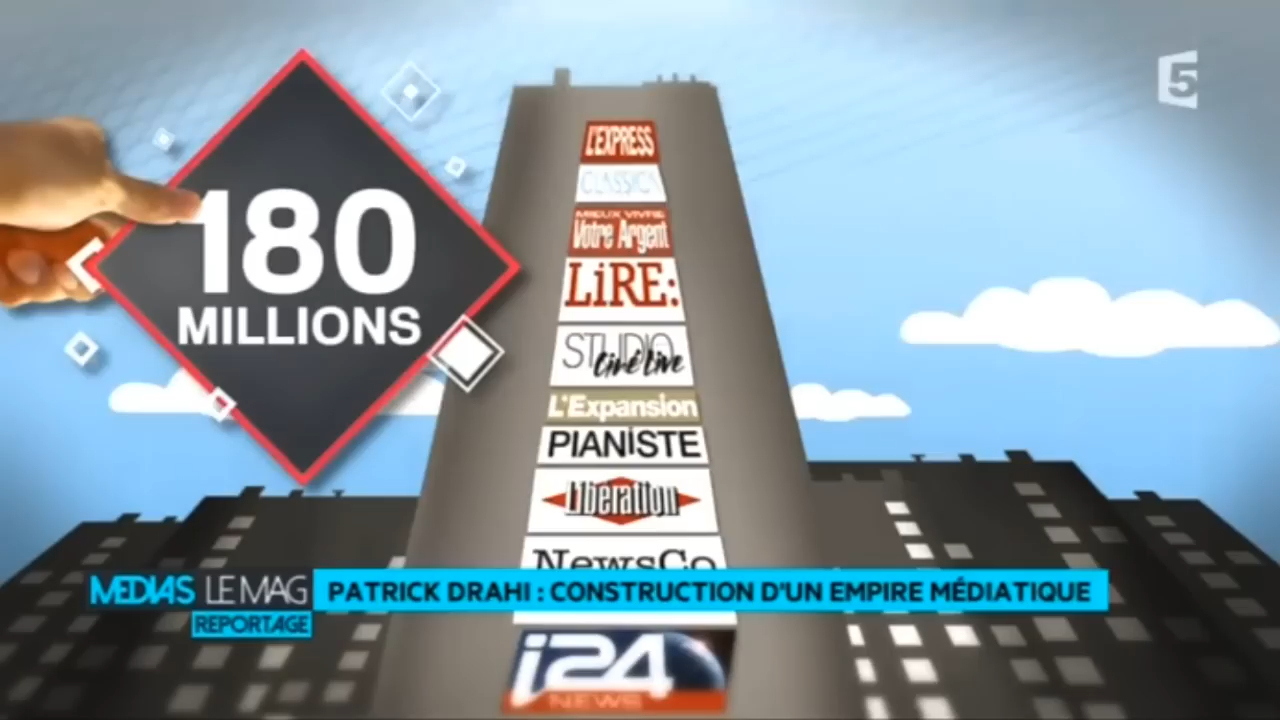 5
180
MILLIONS
L'EXPRESS
CLASSICA
MIEUX VIVRE
Votre Argent
LiRE:
STUDIO
Ciné Live
L'Expansion
PIANiSTE
Libération
NewsCo
MEDIAS LE MAG
REPORTAGE
PATRICK DRAHI : CONSTRUCTION D'UN EMPIRE MÉDIATIQUE
i24
NEWS